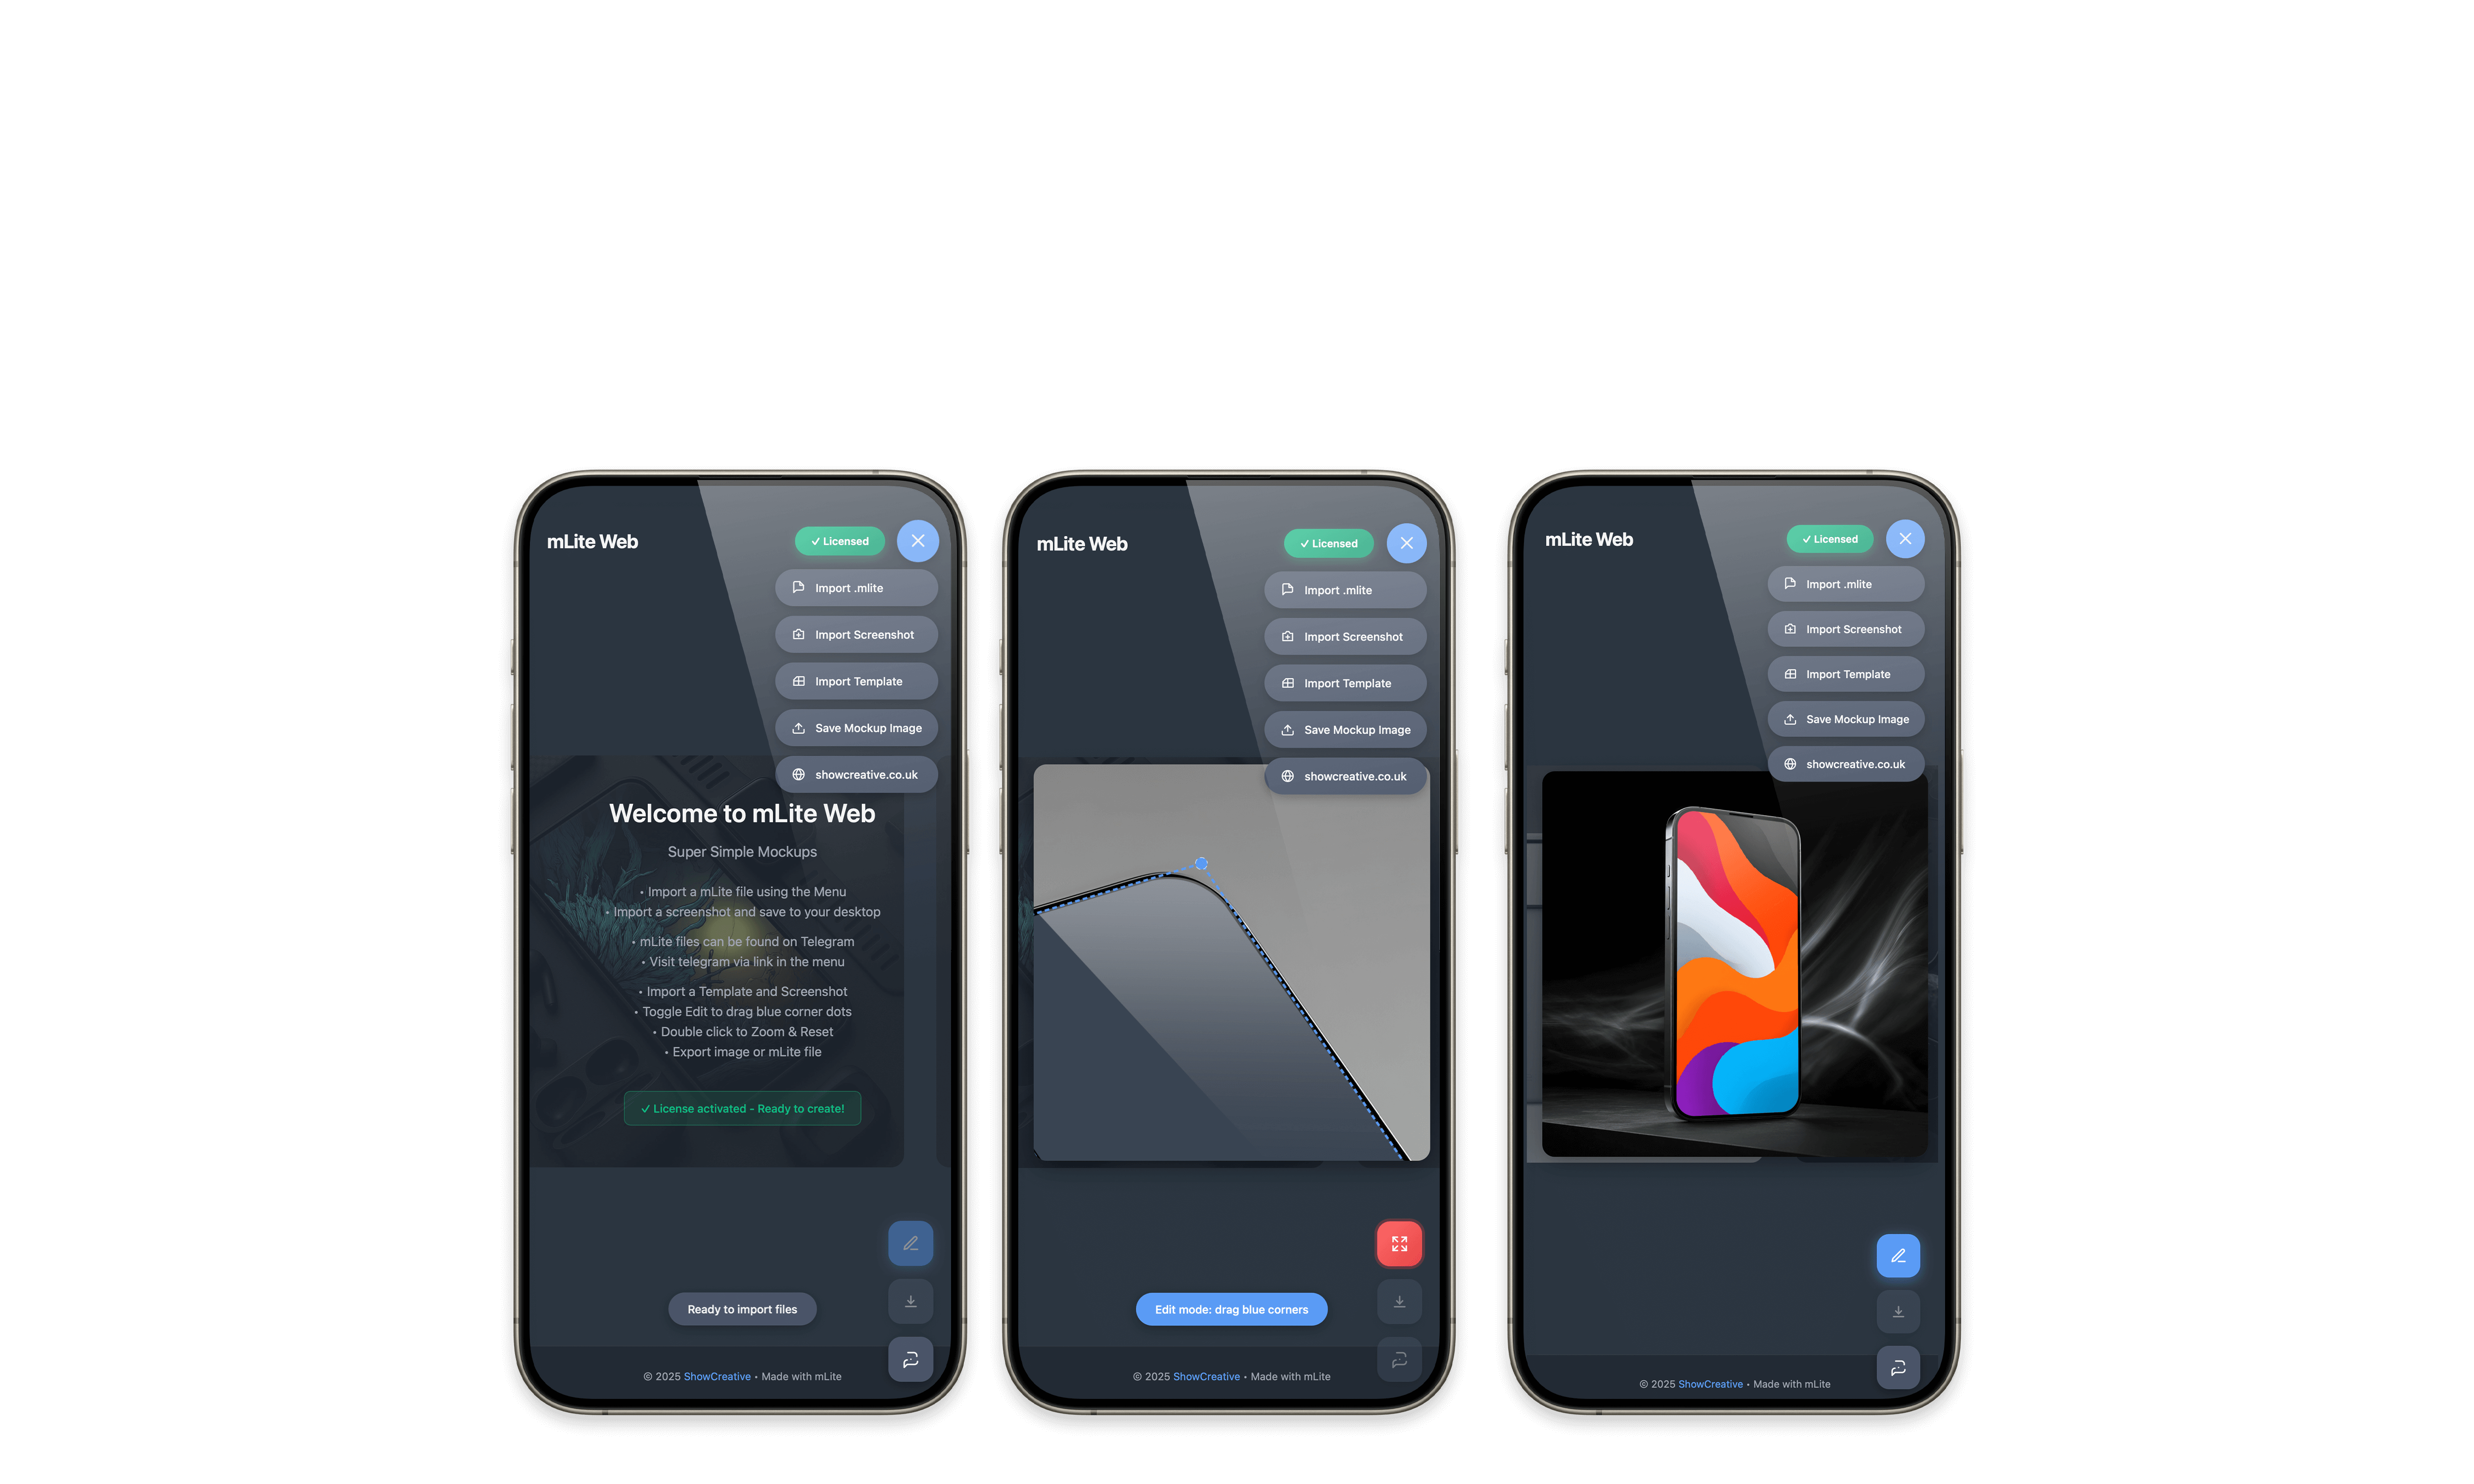 mLite Web
✓ Licensed
Import .mlite
Import Screenshot
Import Template
Save Mockup Image
showcreative.co.uk
Welcome to mLite Web
Super Simple Mockups
• Import a mLite file using the Menu
• Import a screenshot and save to your desktop
• mLite files can be found on Telegram
• Visit telegram via link in the menu
• Import a Template and Screenshot
• Toggle Edit to drag blue corner dots
• Double click to Zoom & Reset
• Export image or mLite file
✓ License activated - Ready to create!
Ready to import files
© 2025 ShowCreative • Made with mLite
mLite Web
✓ Licensed
Import .mlite
Import Screenshot
Import Template
Save Mockup Image
showcreative.co.uk
Edit mode: drag blue corners
© 2025 ShowCreative • Made with mLite
mLite Web
✓ Licensed
Import .mlite
Import Screenshot
Import Template
Save Mockup Image
showcreative.co.uk
© 2025 ShowCreative • Made with mLite